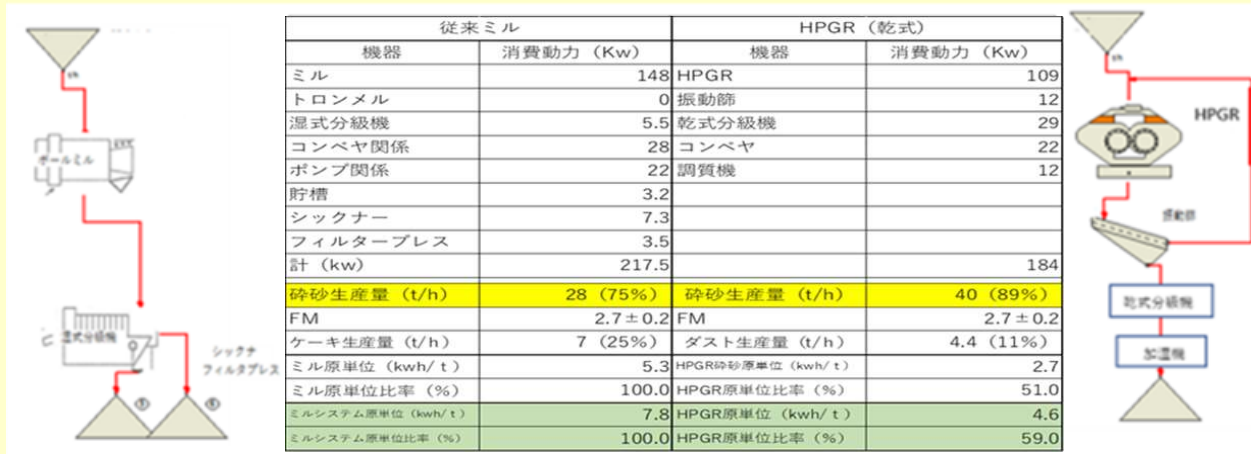 従来ミル HPGR（乾式）
機器 消費動力（Kw） 機器 消費動力（Kw）
ミル 148 HPGR 109
トロンメル 0 振動篩 12
湿式分級機 5.5 乾式分級機 29
コンベヤ関係 28 コンベヤ 22
ポンプ関係 22 調質機 12
貯槽 3.2
シックナー 7.3
フィルタープレス 3.5
計（kw） 217.5 184
砕砂生産量（t/h） 28（75%） 砕砂生産量（t/h） 40（89%）
FM 2.7±0.2 FM 2.7±0.2
ケーキ生産量（t/h） 7（25%） ダスト生産量（t/h） 4.4（11%）
ミル原単位（kwh/ t） 5.3 HPGR砕砂原単位（kwh/ t） 2.7
ミル原単位比率（%） 100.0 HPGR原単位比率（%） 51.0
ミルシステム原単位（kwh/ t） 7.8 HPGR原単位（kwh/ t） 4.6
ミルシステム原単位比率（%） 100.0 HPGR原単位比率（%） 59.0
ボールミル
湿式分級機
シックナ
フィルタプレス
HPGR
振動篩
乾式分級機
加湿機